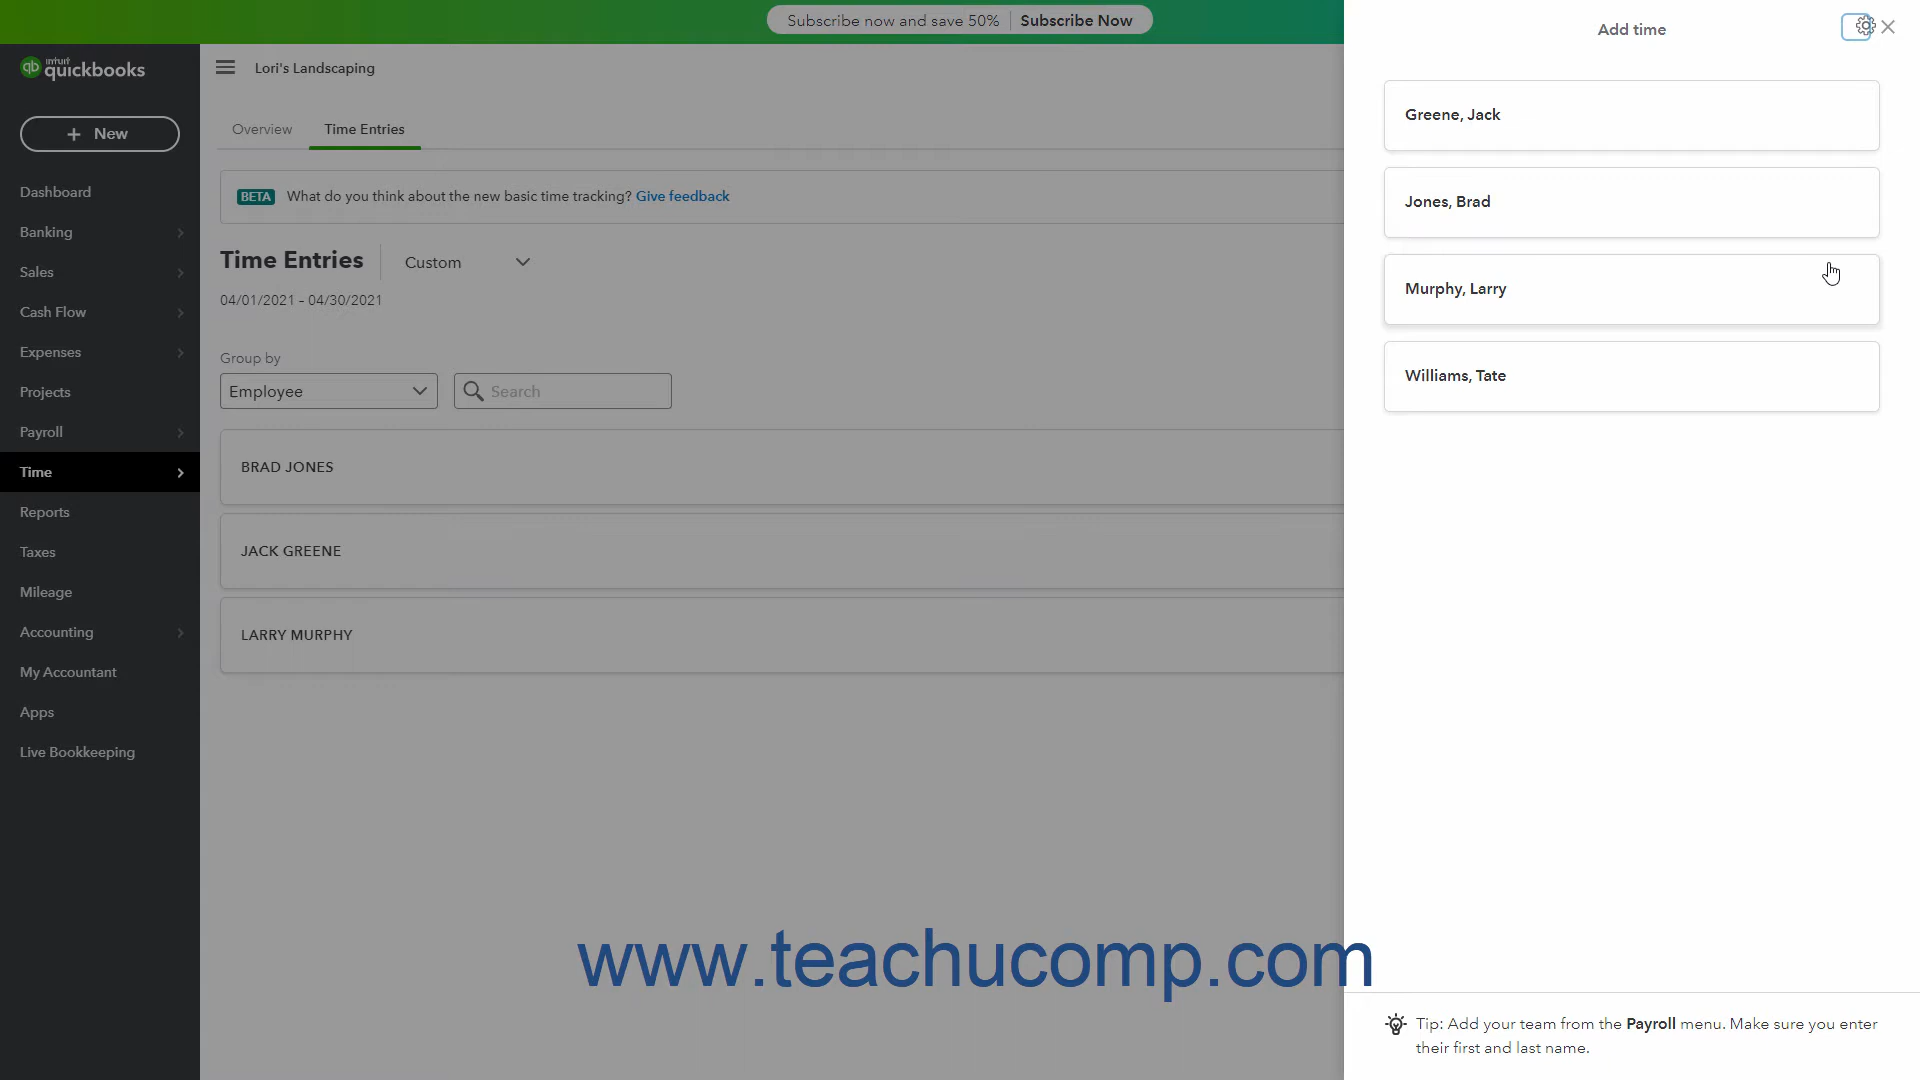 Subscribe now and save 50% Subscribe Now
intuit
qb quickbooks
+ New
Dashboard
Banking
Sales
Cash Flow
Expenses
Projects
Payroll
Time
Reports
Taxes
Mileage
Accounting
My Accountant
Apps
Live Bookkeeping
Lori's Landscaping
Overview Time Entries
BETA What do you think about the new basic time tracking? Give feedback
Time Entries Custom
04/01/2021 - 04/30/2021
Group by
Employee Search
BRAD JONES
JACK GREENE
LARRY MURPHY
Add time
Greene, Jack
Jones, Brad
Murphy, Larry
Williams, Tate
www.teachucomp.com
Tip: Add your team from the Payroll menu. Make sure you enter
their first and last name.